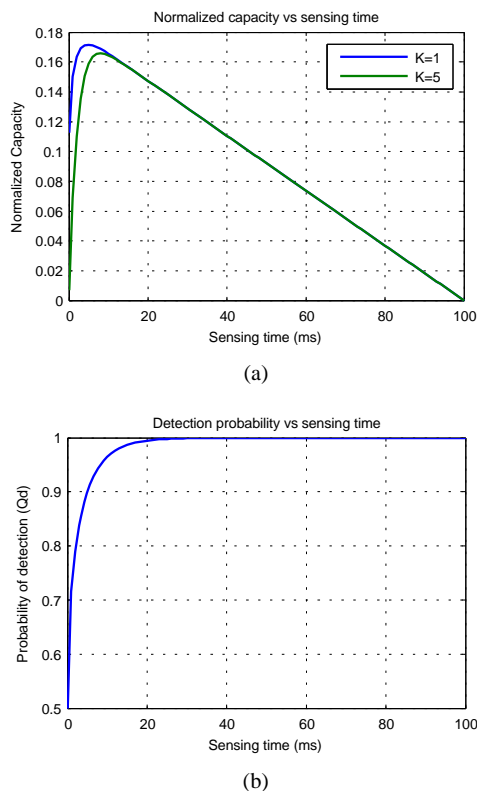 Normalized capacity vs sensing time
0.18
0.16
0.14
0.12
0.1
0.08
0.06
0.04
0.02
0
Normalized Capacity
K=1
K=5
0 20 40 60 80 100
Sensing time (ms)
(a)
Detection probability vs sensing time
1
0.9
0.8
0.7
0.6
0.5
Probability of detection (Qd)
0 20 40 60 80 100
Sensing time (ms)
(b)